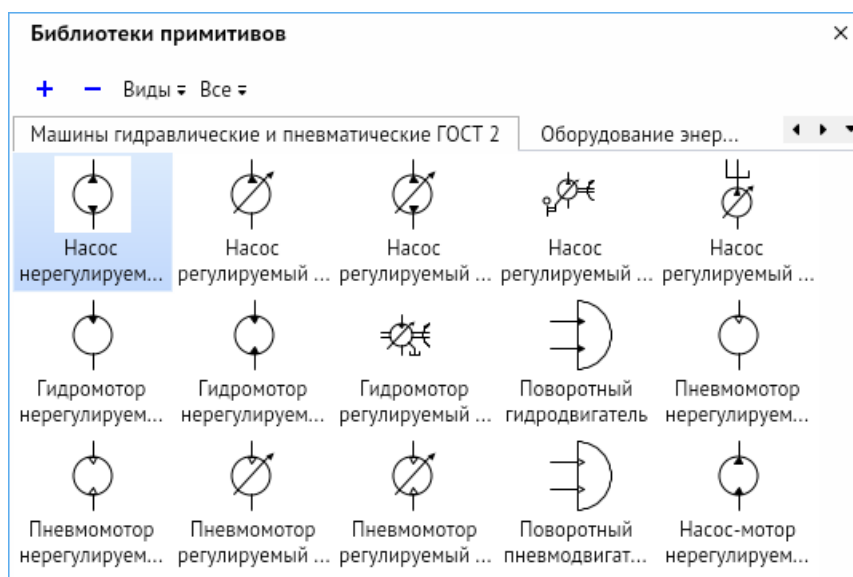 Библиотеки примитивов
Виды Все
Машины гидравлические и пневматические ГОСТ 2 Оборудование энер...
Насос Насос Насос Насос Насос
нерегулируем... регулируемый ... регулируемый ... регулируемый ... регулируемый ...
Гидромотор Гидромотор Гидромотор Поворотный Пневмомотор
нерегулируем... нерегулируем... регулируемый ... гидродвигатель нерегулируем...
Пневмомотор Пневмомотор Пневмомотор Поворотный Насос-мотор
нерегулируем... регулируемый ... регулируемый ... пневмодвигат... нерегулируем...